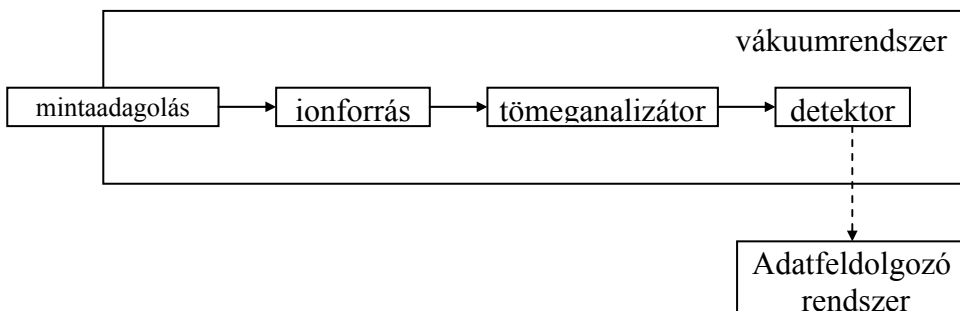 vákuumrendszer
mintaadagolás
ionforrás
tömeganalizátor
detektor
Adatfeldolgozó
rendszer